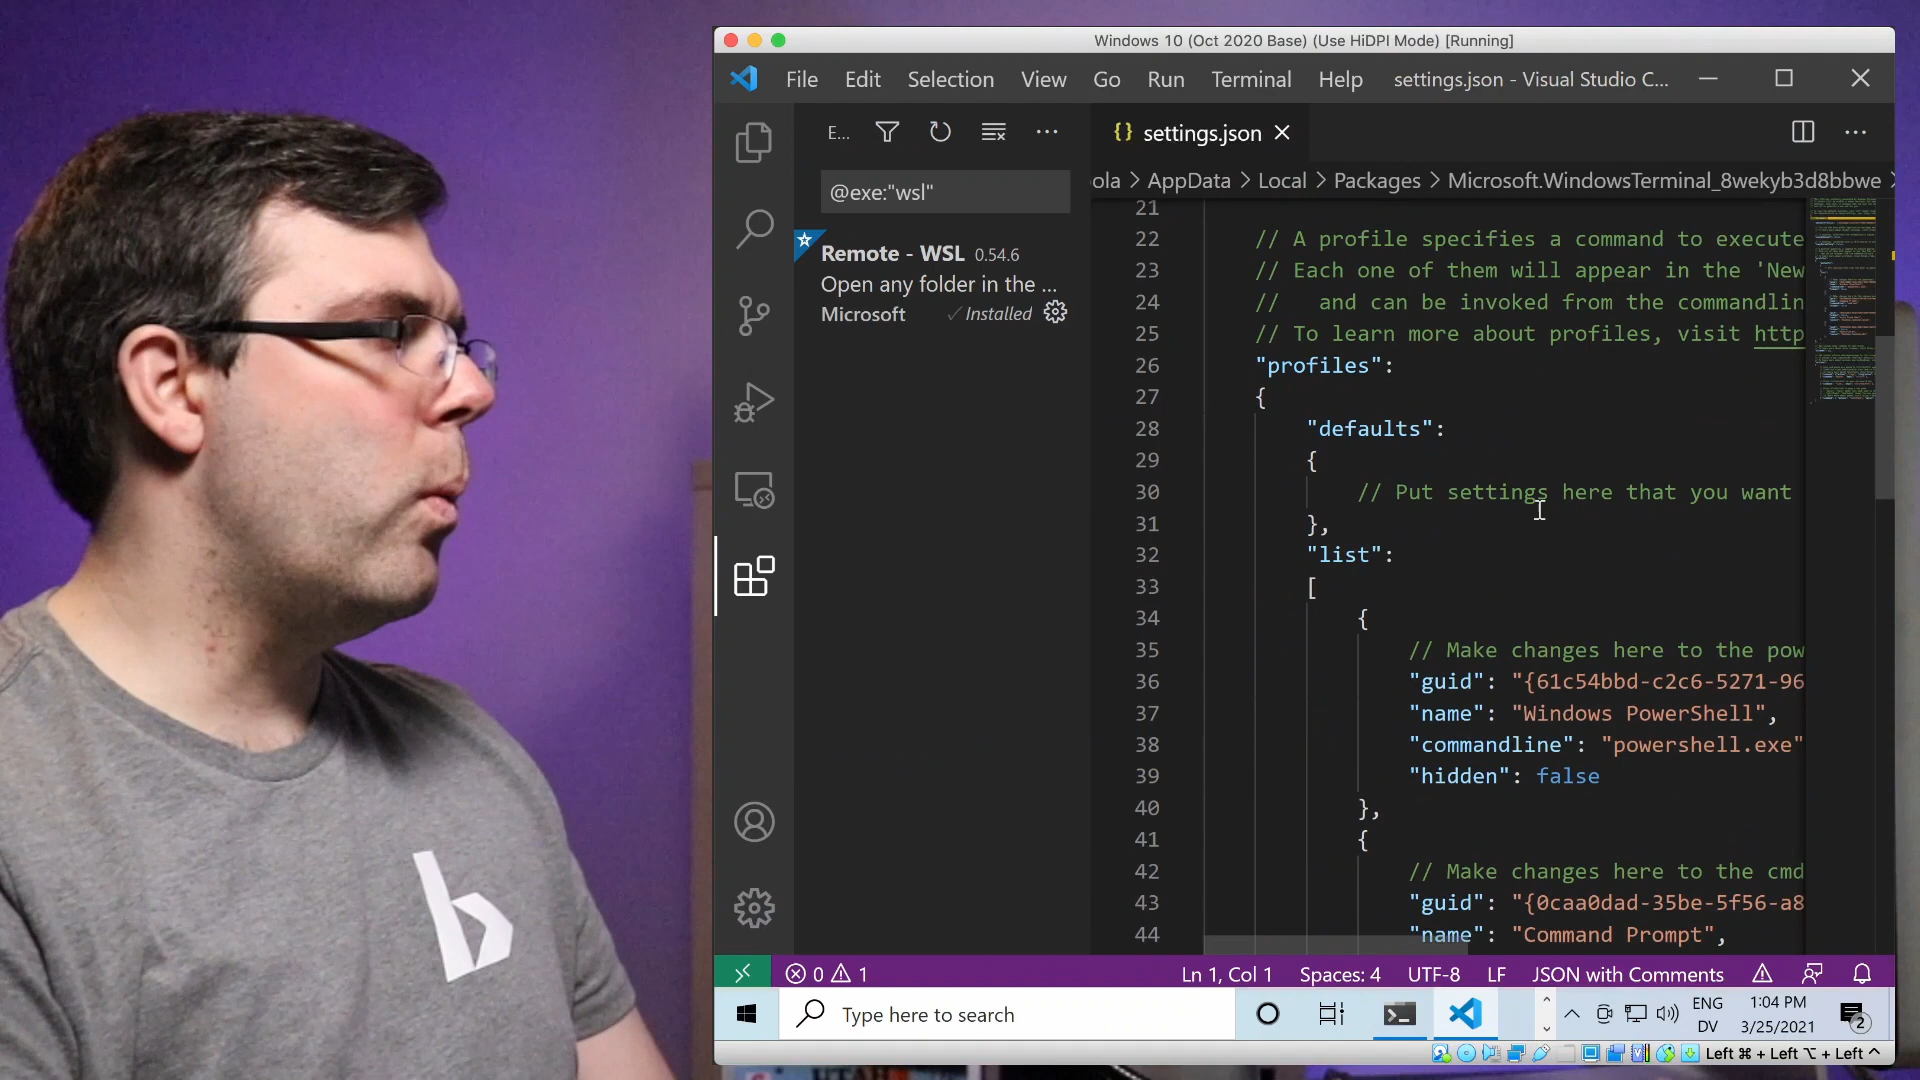 Windows 10 (Oct 2020 Base) (Use HiDPI Mode) [Running]
File Edit Selection View Go Run Terminal Help settings.json - Visual Studio C...
E...
settings.json
@exe:"wsl"
ola > AppData > Local > Packages > Microsoft.WindowsTerminal_8wekyb3d8bbwe >
Remote - WSL 0.54.6
Open any folder in the ...
Microsoft ✓Installed
21
22 // A profile specifies a command to execute
23 // Each one of them will appear in the 'New
24 //   and can be invoked from the commandlin
25 // To learn more about profiles, visit http
26 "profiles":
27 {
28 "defaults":
29 {
30 // Put settings here that you want
31 },
32 "list":
33 [
34 {
35 // Make changes here to the pow
36 "guid": "{61c54bbd-c2c6-5271-96
37 "name": "Windows PowerShell",
38 "commandline": "powershell.exe"
39 "hidden": false
40 },
41 {
42 // Make changes here to the cmd
43 "guid": "{0caa0dad-35be-5f56-a8
44 "name": "Command Prompt",
0 1 Ln 1, Col 1 Spaces: 4 UTF-8 LF JSON with Comments
Type here to search
ENG
DV
1:04 PM
3/25/2021
2
Left ⌘ + Left ⌥ + Left ^
b